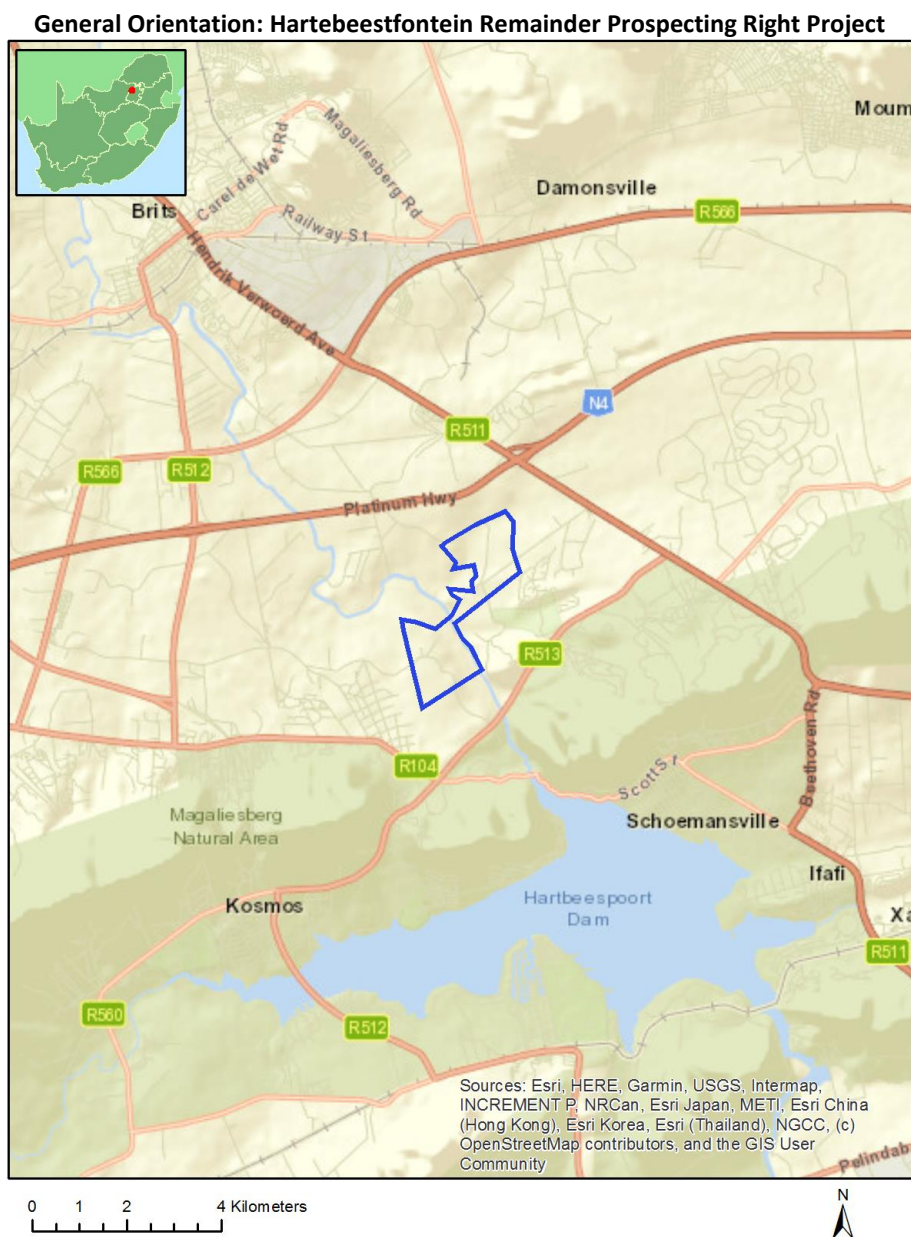 General Orientation: Hartebeestfontein Remainder Prospecting Right Project
Moum
Carel de Wet Rd
Magaliesberg Rd
Damonsville
Brits
Railway St
R566
Hendrik Verwoerd Ave
N4
R511
R566
R512
Platinum Hwy
R513
R104
Beethoven Rd
Scott St
Magaliesberg
Natural Area
Schoemansville
Ifafi
Kosmos
Hartbeespoort
Dam
Xa
R511
R560
R512
Sources: Esri, HERE, Garmin, USGS, Intermap,
INCREMENT P, NRCan, Esri Japan, METI, Esri China
(Hong Kong), Esri Korea, Esri (Thailand), NGCC, (c)
OpenStreetMap contributors, and the GIS User
Community
Pelindab
0 1 2 4 Kilometers
N